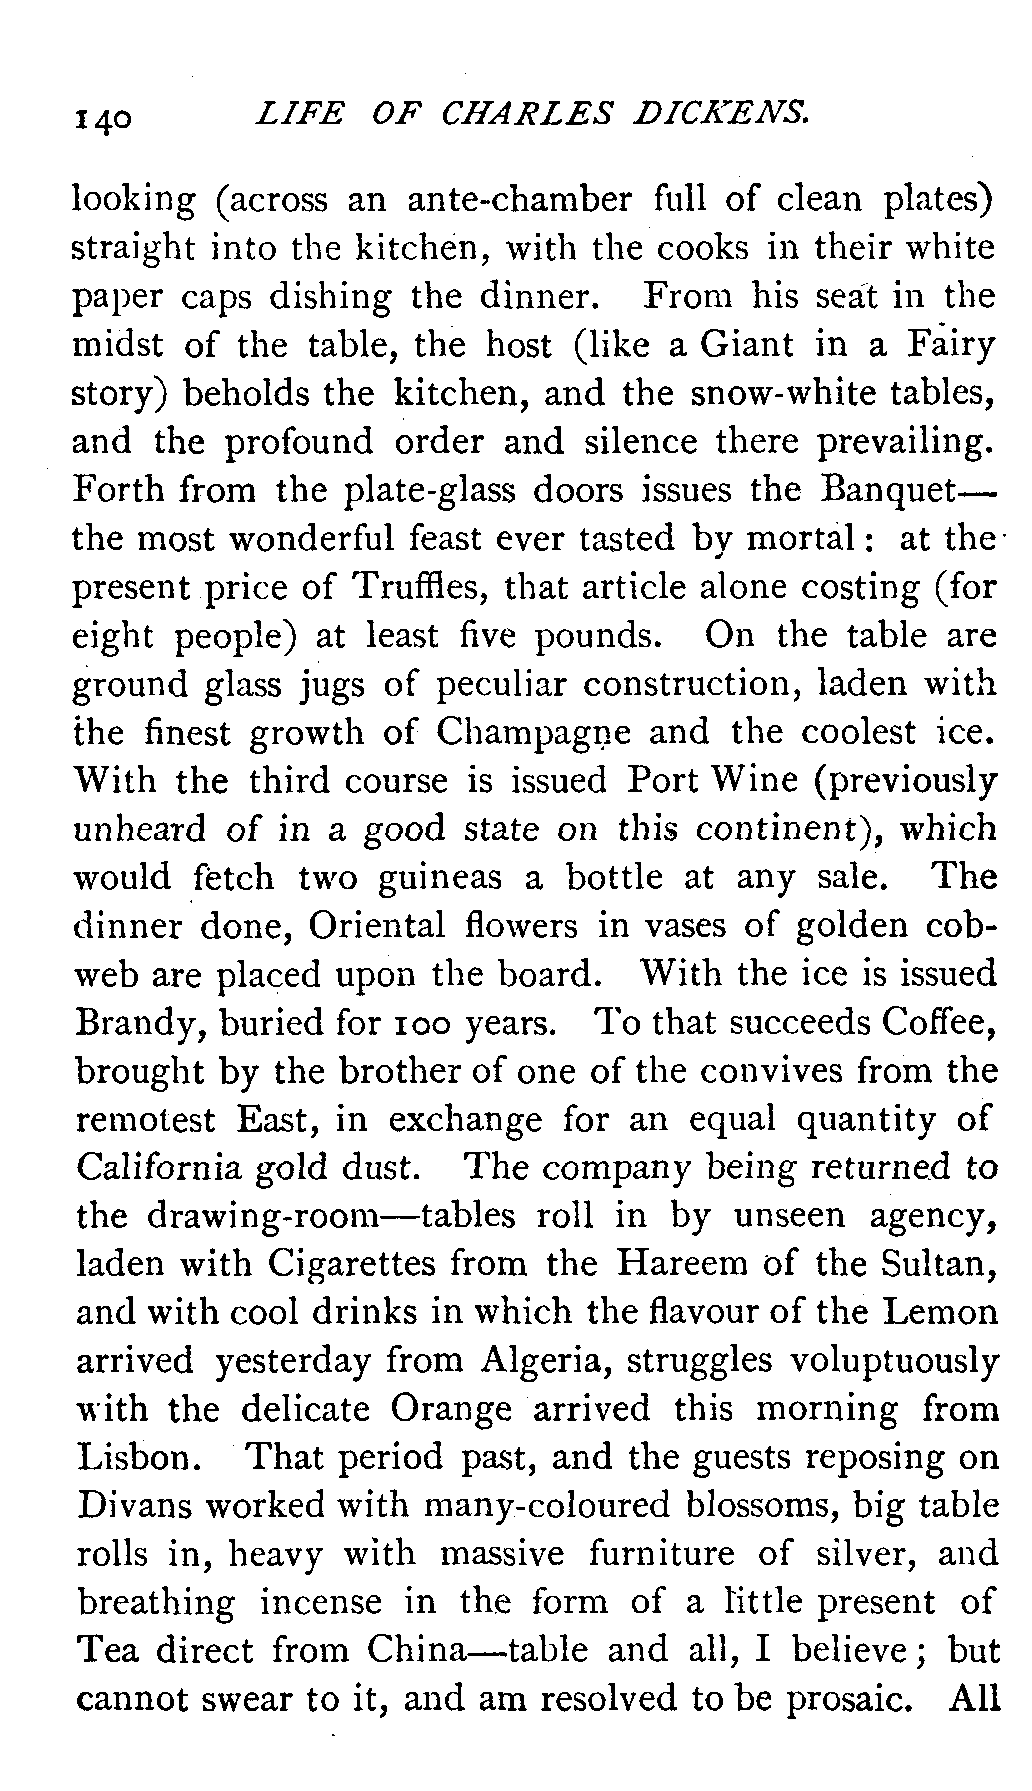 140 LIFE OF CHARLES DICKENS.
looking (across an ante-chamber full of clean plates)
straight into the kitchen, with the cooks in their white
paper caps dishing the dinner. From his seat in the
midst of the table, the host (like a Giant in a Fairy
story) beholds the kitchen, and the snow-white tables,
and the profound order and silence there prevailing.
Forth from the plate-glass doors issues the Banquet—
the most wonderful feast ever tasted by mortal: at the
present price of Truffles, that article alone costing (for
eight people) at least five pounds. On the table are
ground glass jugs of peculiar construction, laden with
the finest growth of Champagne and the coolest ice.
With the third course is issued Port Wine (previously
unheard of in a good state on this continent), which
would fetch two guineas a bottle at any sale. The
dinner done, Oriental flowers in vases of golden cob-
web are placed upon the board. With the ice is issued
Brandy, buried for 100 years. To that succeeds Coffee,
brought by the brother of one of the convives from the
remotest East, in exchange for an equal quantity of
California gold dust. The company being returned to
the drawing-room—tables roll in by unseen agency,
laden with Cigarettes from the Hareem of the Sultan,
and with cool drinks in which the flavour of the Lemon
arrived yesterday from Algeria, struggles voluptuously
with the delicate Orange arrived this morning from
Lisbon. That period past, and the guests reposing on
Divans worked with many-coloured blossoms, big table
rolls in, heavy with massive furniture of silver, and
breathing incense in the form of a little present of
Tea direct from China—table and all, I believe; but
cannot swear to it, and am resolved to be prosaic. All